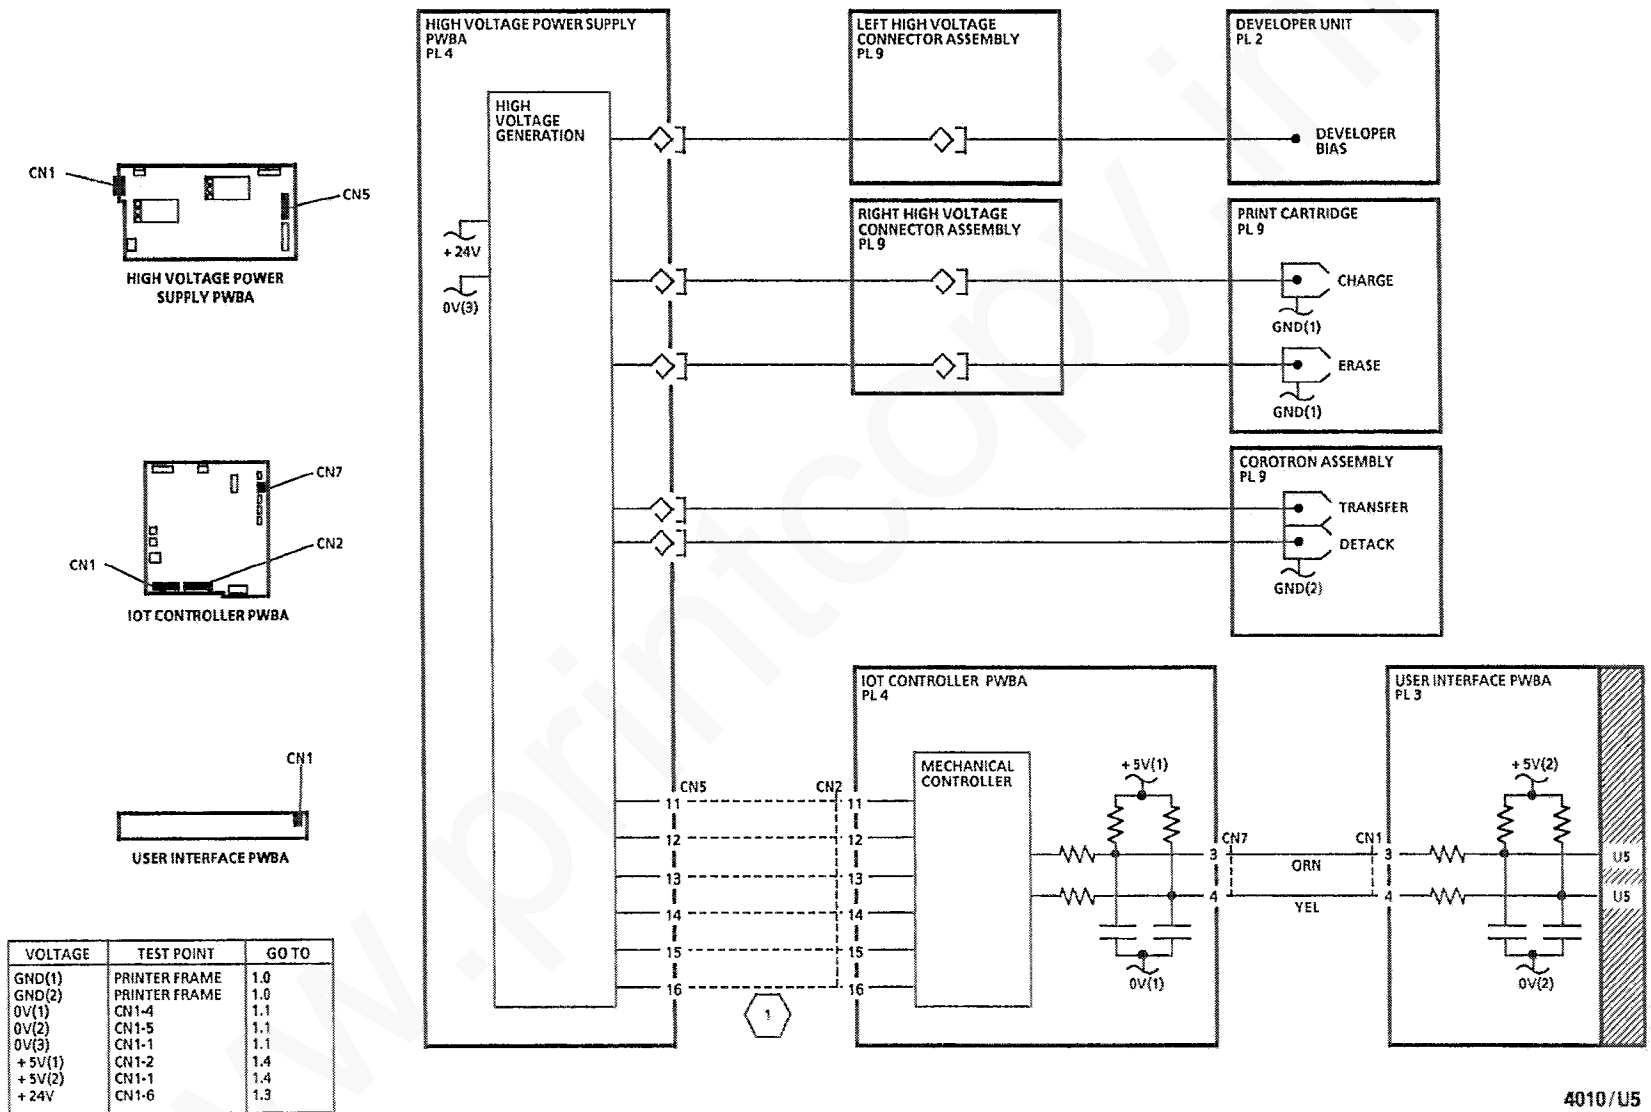 HIGH VOLTAGE POWER SUPPLY
PWBA
PL 4
LEFT HIGH VOLTAGE
CONNECTOR ASSEMBLY
PL 9
DEVELOPER UNIT
PL 2
HIGH
VOLTAGE
GENERATION
DEVELOPER
BIAS
CN1
CN5
HIGH VOLTAGE POWER
SUPPLY PWBA
RIGHT HIGH VOLTAGE
CONNECTOR ASSEMBLY
PL 9
PRINT CARTRIDGE
PL 9
+ 24V
0V(3)
CHARGE
GND(1)
ERASE
GND(1)
COROTRON ASSEMBLY
PL 9
TRANSFER
DETACK
GND(2)
CN7
CN2
CN1
IOT CONTROLLER PWBA
IOT CONTROLLER PWBA
PL 4
USER INTERFACE PWBA
PL 3
CN1
USER INTERFACE PWBA
MECHANICAL
CONTROLLER
+ 5V(1)
+ 5V(2)
CN5
CN2
11
11
12
12
13
13
14
14
15
15
16
16
CN7
CN1
3
ORN
3
U5
4
YEL
4
U5
0V(1)
0V(2)
1
VOLTAGE TEST POINT GO TO
GND(1) PRINTER FRAME 1.0
GND(2) PRINTER FRAME 1.0
0V(1) CN1-4 1.1
0V(2) CN1-5 1.1
0V(3) CN1-1 1.1
+ 5V(1) CN1-2 1.4
+ 5V(2) CN1-1 1.4
+ 24V CN1-6 1.3
4010/U5
www.printcopy.in